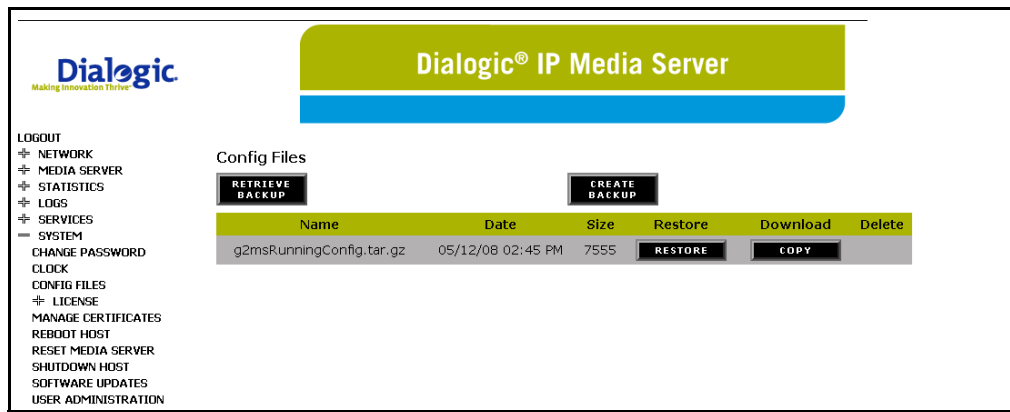 Dialogic.
Making Innovation Thrive™
Dialogic® IP Media Server
LOGOUT
NETWORK
MEDIA SERVER
STATISTICS
LOGS
SERVICES
SYSTEM
CHANGE PASSWORD
CLOCK
CONFIG FILES
LICENSE
MANAGE CERTIFICATES
REBOOT HOST
RESET MEDIA SERVER
SHUTDOWN HOST
SOFTWARE UPDATES
USER ADMINISTRATION
Config Files
RETRIEVE
BACKUP
CREATE
BACKUP
Name Date Size Restore Download Delete
g2msRunningConfig.tar.gz 05/12/08 02:45 PM 7555 RESTORE COPY